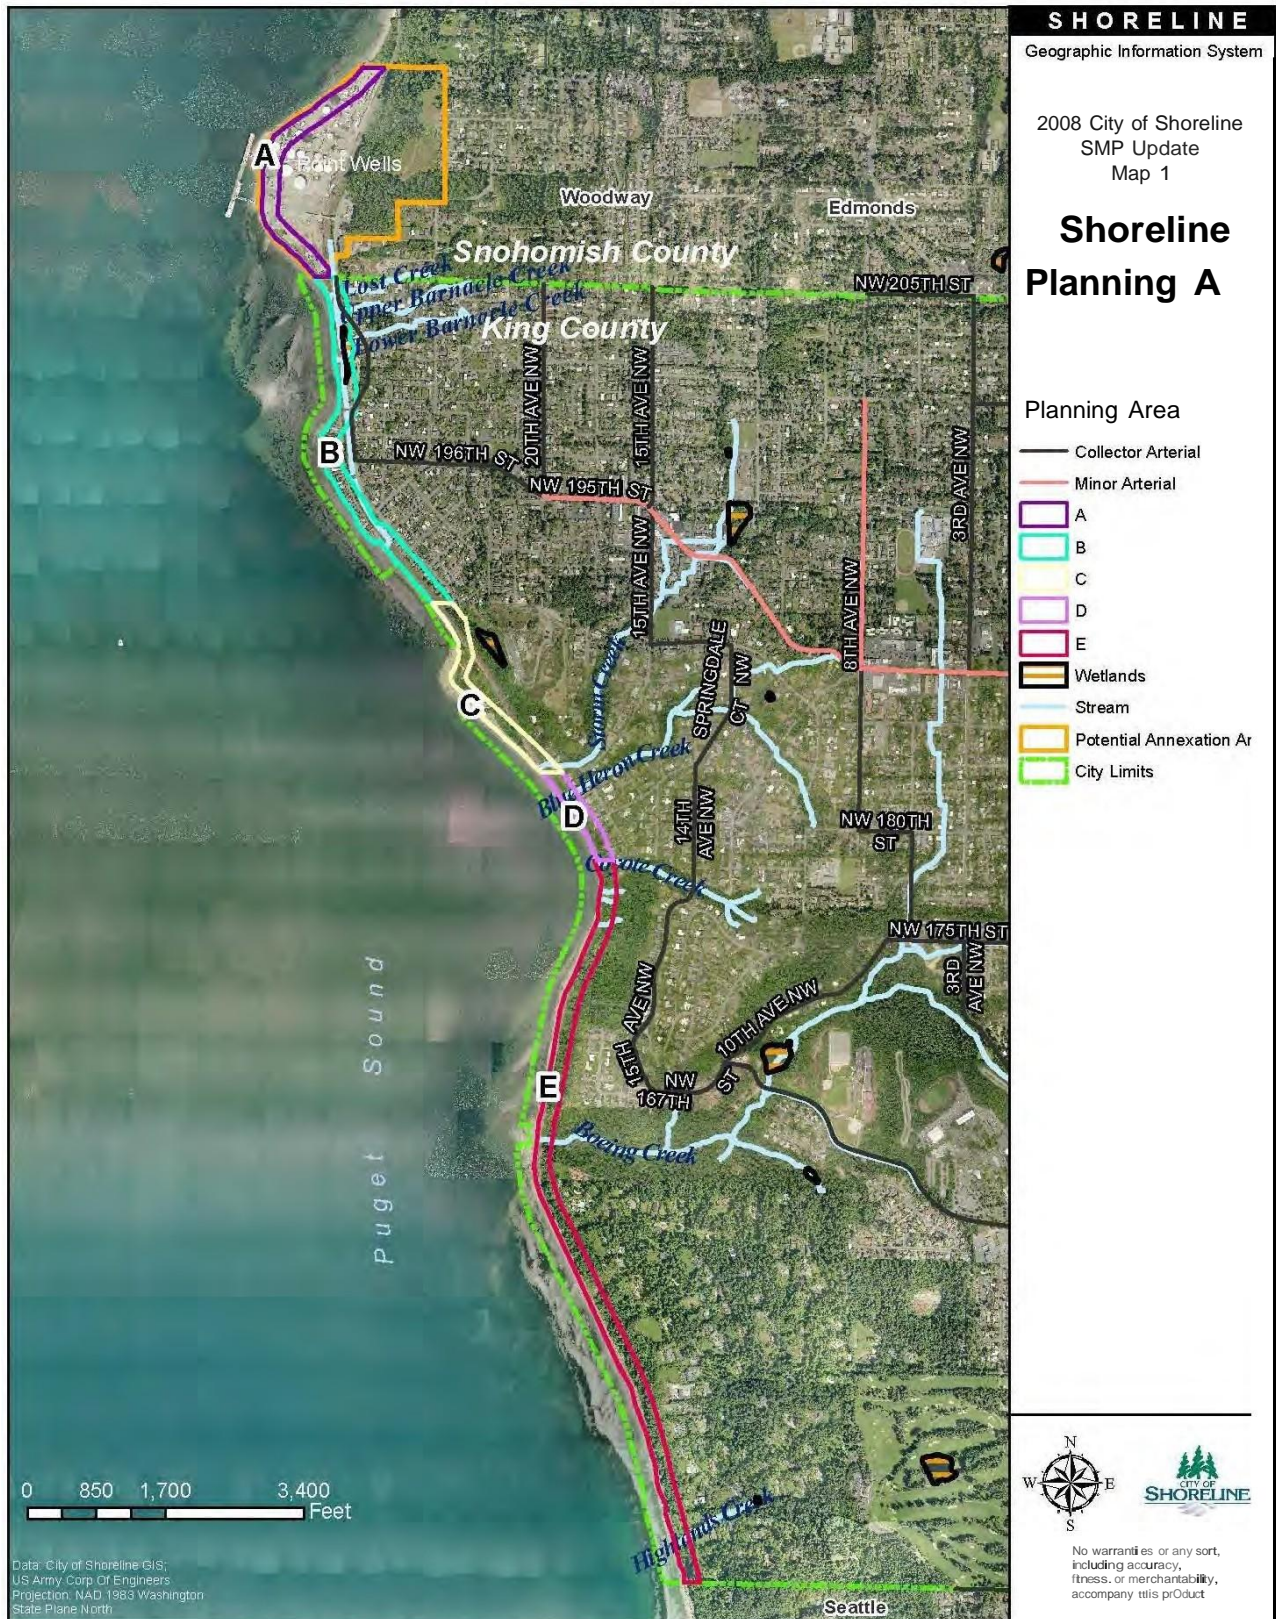 SHORELINE
Geographic Information System
2008 City of Shoreline
SMP Update
Map 1
Shoreline
Planning A
Planning Area
Collector Arterial
Minor Arterial
A
B
C
D
E
Wetlands
Stream
Potential Annexation Ar
City Limits
N
W
E
S
CITY OF
SHORELINE
No warranties or any sort,
including accuracy,
fitness. or merchantability,
accompany ttlis prOduct
A
Point Wells
Woodway
Edmonds
Snohomish County
Lost Creek
Upper Barnacle Creek
Lower Barnacle Creek
NW 205TH ST
King County
20TH AVE NW
15TH AVE NW
B
NW 196TH ST
NW 195TH ST
3RD AVE NW
15TH AVE NW
8TH AVE NW
SPRINGDALE
CT NW
Storm Creek
C
Blue Heron Creek
D
14TH
AVE NW
NW 180TH
ST
Coyote Creek
NW 175TH ST
3RD
AVE NW
15TH AVE NW
10TH AVE NW
NW
167TH
ST
E
Boeing Creek
Puget Sound
Highlands Creek
Seattle
0 850 1,700 3,400
Feet
Data: City of Shoreline GIS;
US Army Corp Of Engineers
Projection: NAD 1983 Washington
State Plane North